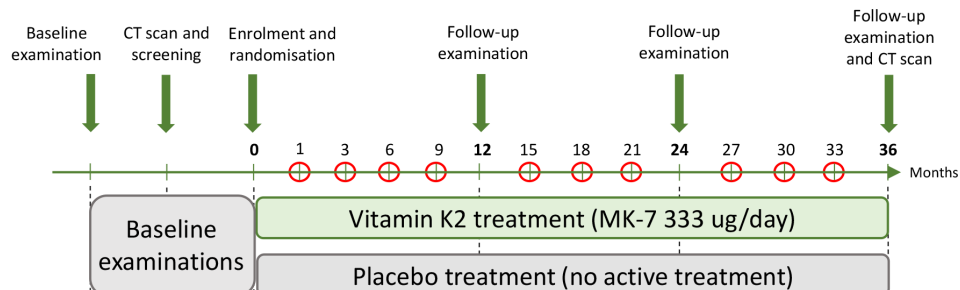 Baseline
examination
CT scan and
screening
Enrolment and
randomisation
Follow-up
examination
Follow-up
examination
Follow-up
examination
and CT scan
0 1 3 6 9 12 15 18 21 24 27 30 33 36
Months
Baseline
examinations
Vitamin K2 treatment (MK-7 333 ug/day)
Placebo treatment (no active treatment)